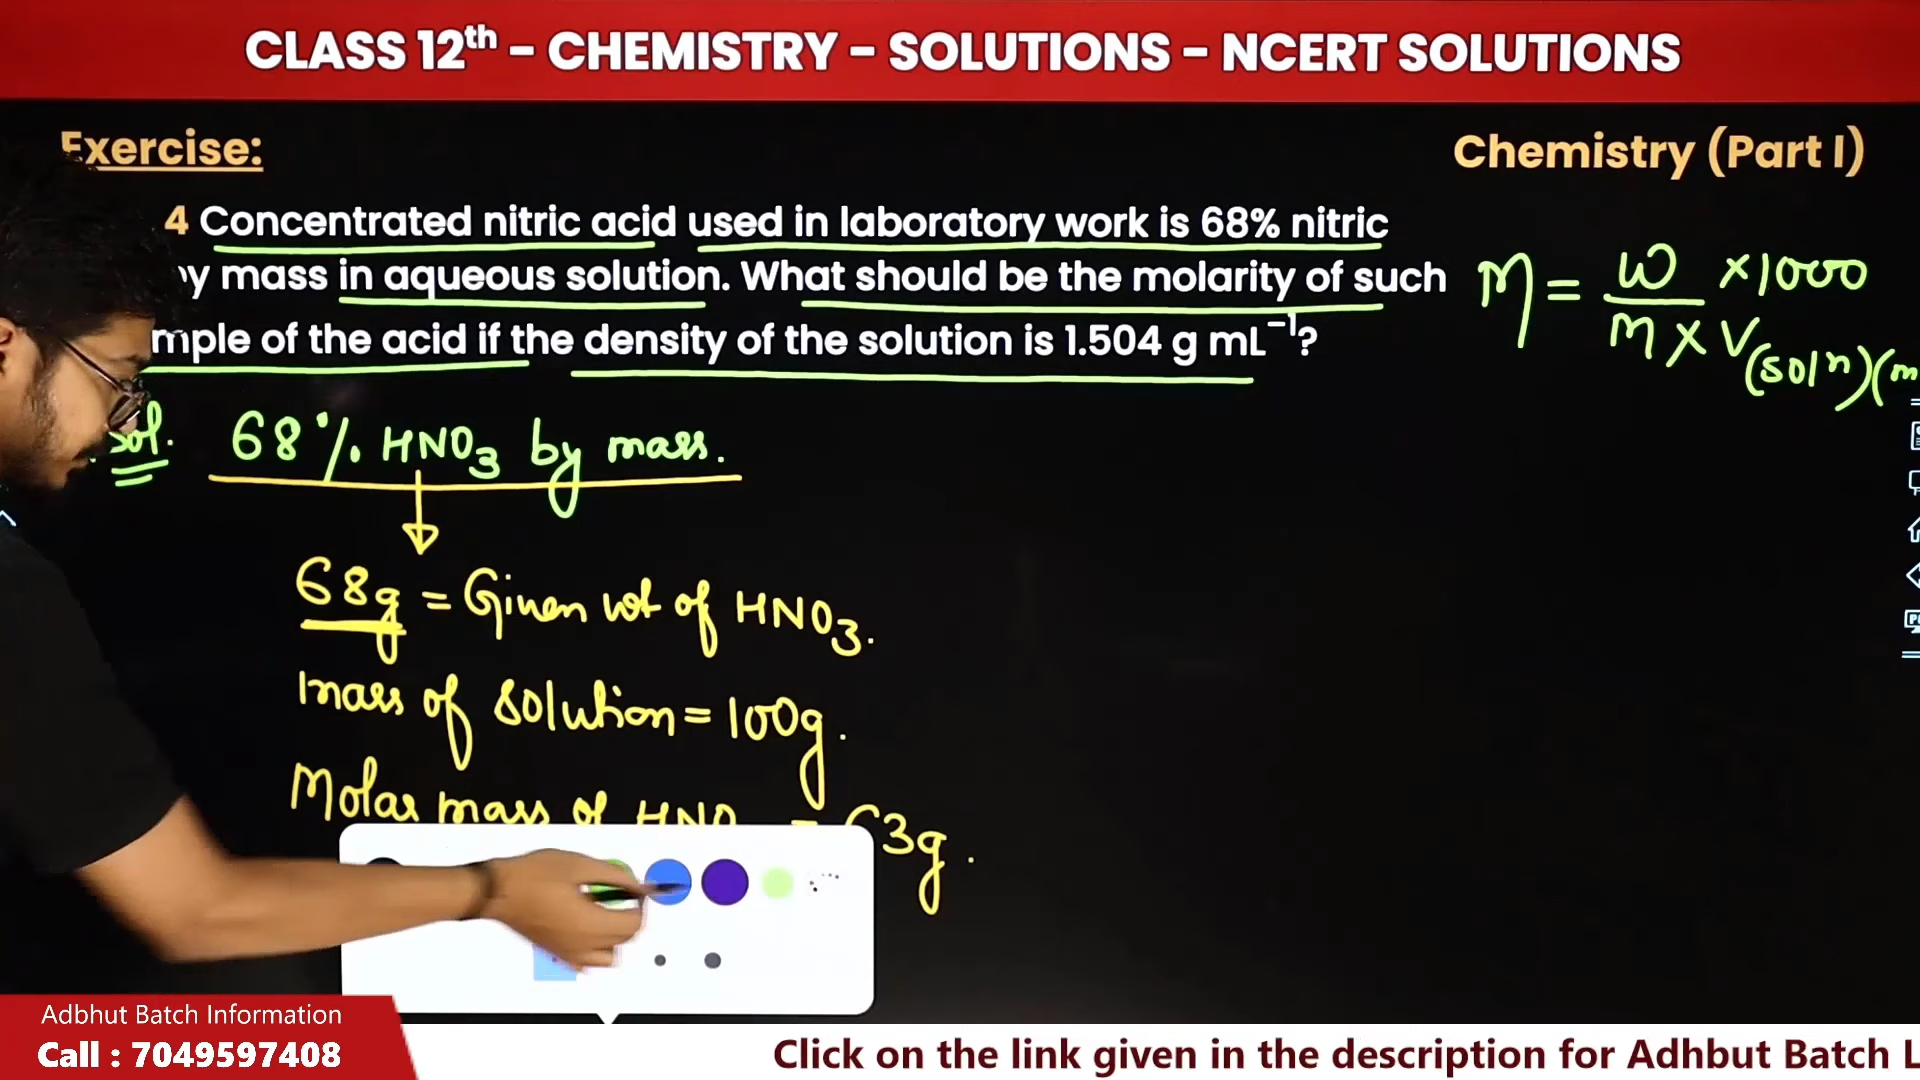 CLASS 12th – CHEMISTRY – SOLUTIONS – NCERT SOLUTIONS
Exercise:
Chemistry (Part I)
4 Concentrated nitric acid used in laboratory work is 68% nitric
mass in aqueous solution. What should be the molarity of such
of the acid if the density of the solution is 1.504 g mL⁻¹?
M = w × 1000
M × V (solⁿ)
sol. 68% HNO₃ by mass.
68g = Given wt of HNO₃.
mass of solution = 100g.
Molar mass of HNO = 63g.
Adbhut Batch Information
Call : 7049597408
Click on the link given in the description for Adhbut Batch L